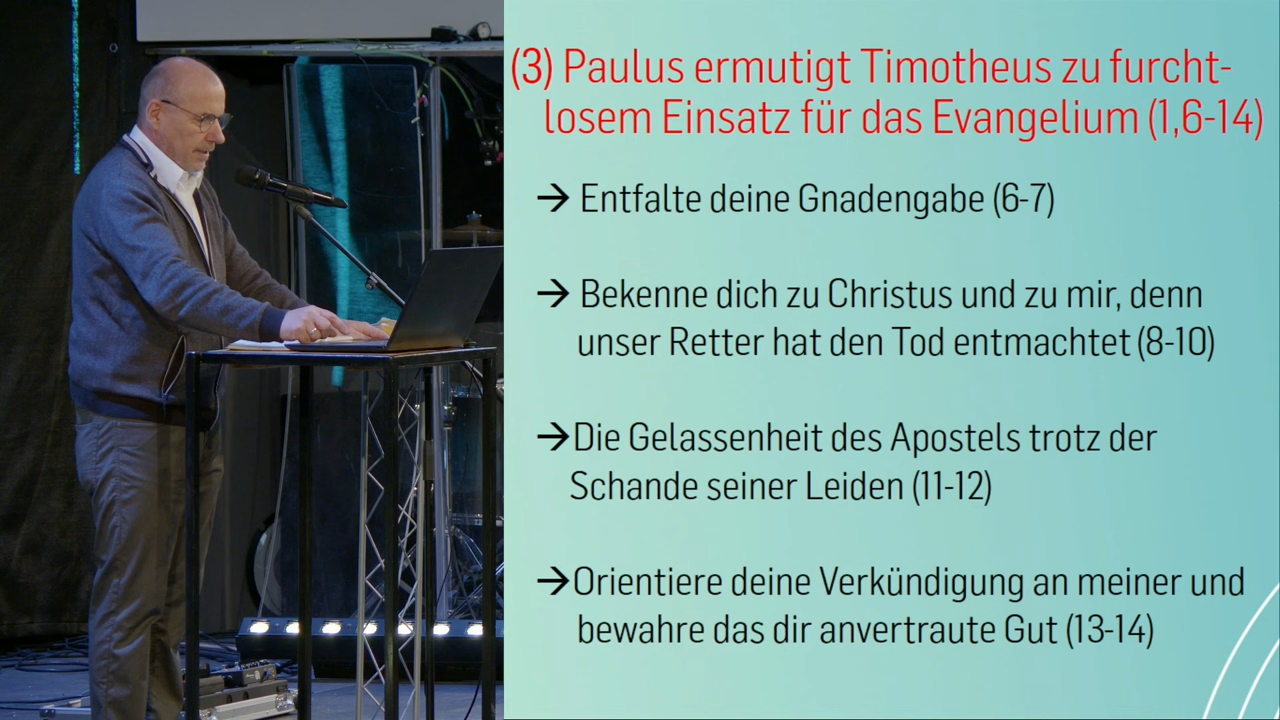 (3) Paulus ermutigt Timotheus zu furcht-
losem Einsatz für das Evangelium (1,6-14)
→ Entfalte deine Gnadengabe (6-7)
→ Bekenne dich zu Christus und zu mir, denn
unser Retter hat den Tod entmachtet (8-10)
→Die Gelassenheit des Apostels trotz der
Schande seiner Leiden (11-12)
→Orientiere deine Verkündigung an meiner und
bewahre das dir anvertraute Gut (13-14)